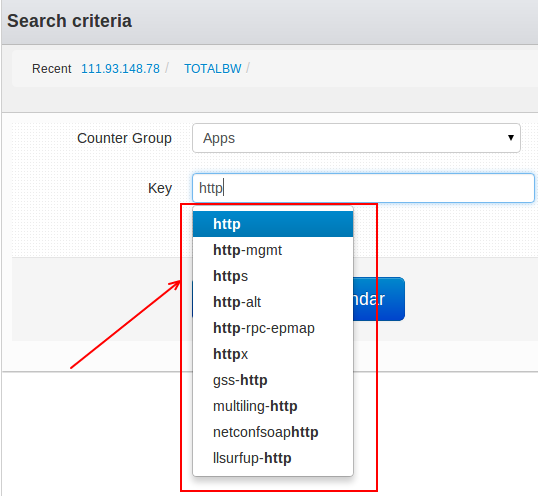 Search criteria
Recent 111.93.148.78 / TOTALBW /
Counter Group Apps
Key http
http
http-mgmt
https
http-alt
ndar
http-rpc-epmap
httpx
gss-http
multiling-http
netconfsoaphttp
llsurfup-http